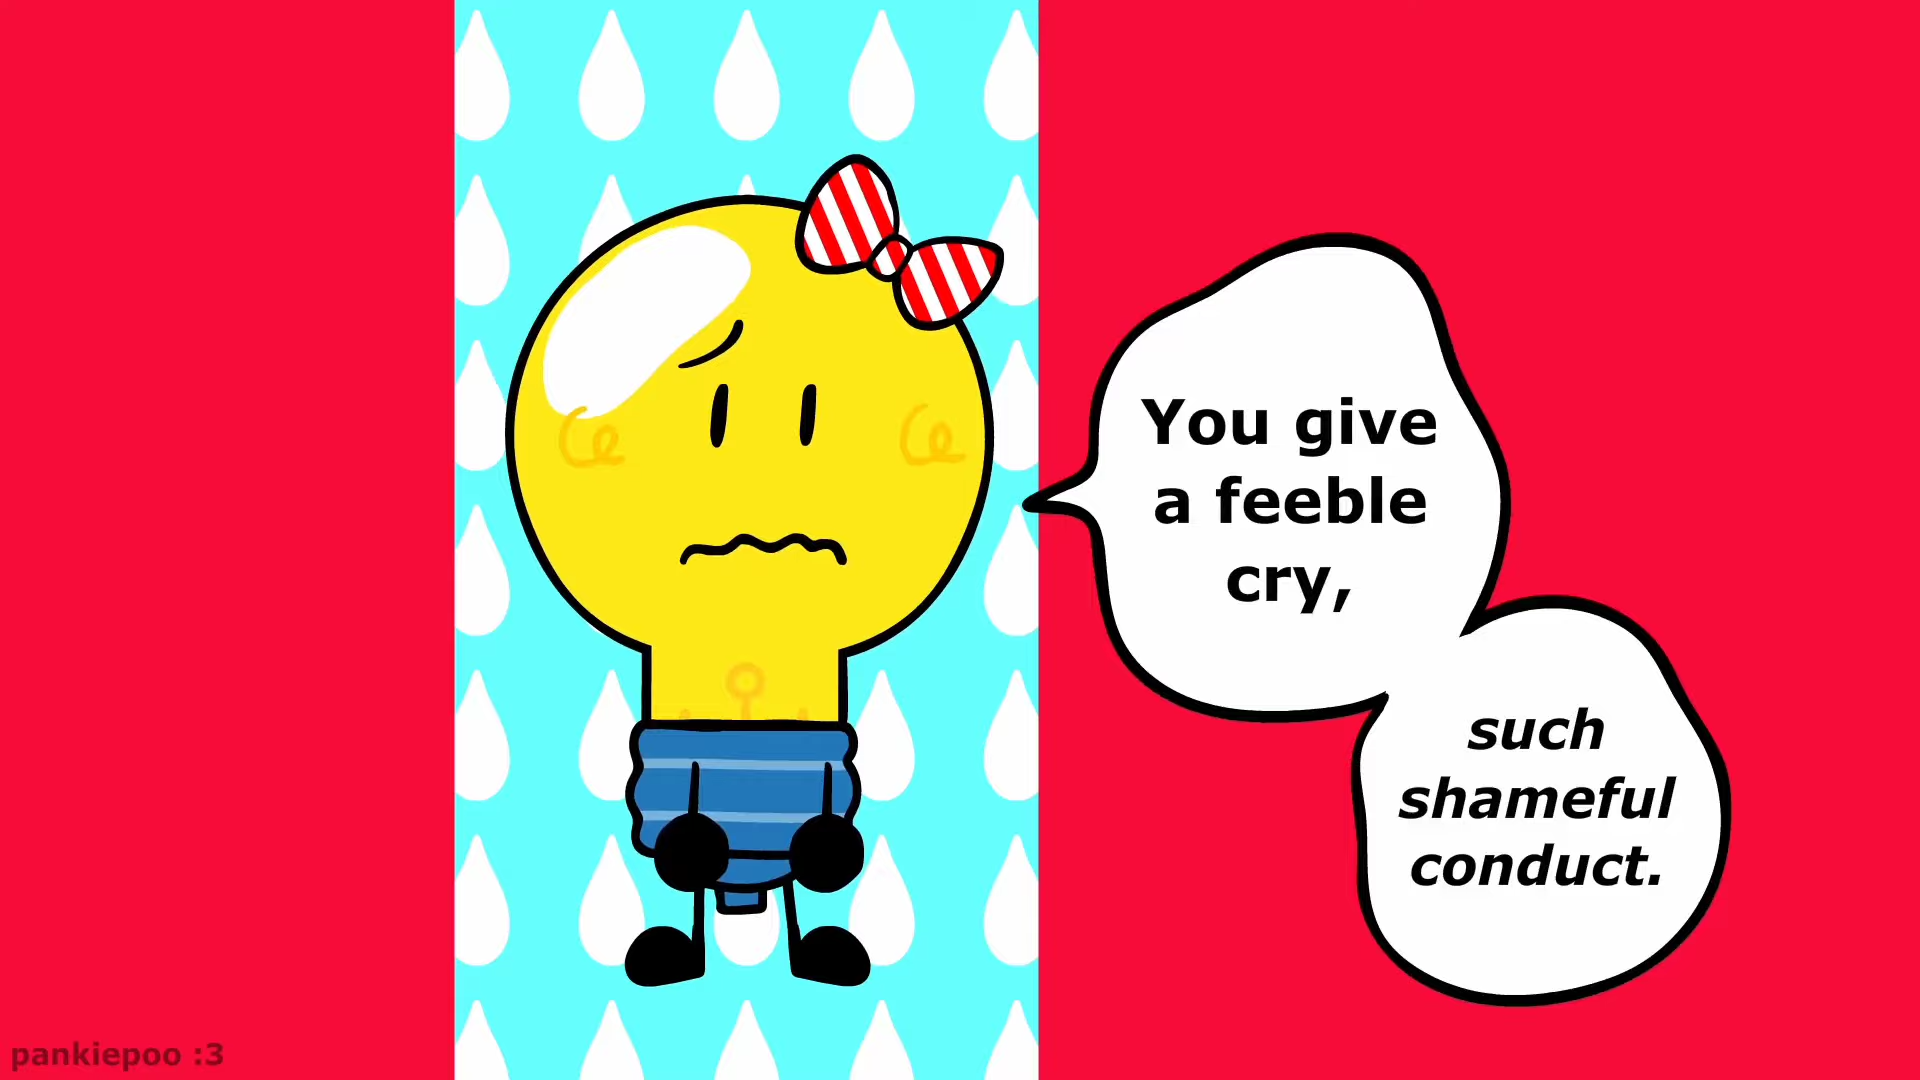 You give
a feeble
cry,
such
shameful
conduct.
pankiepoo :3